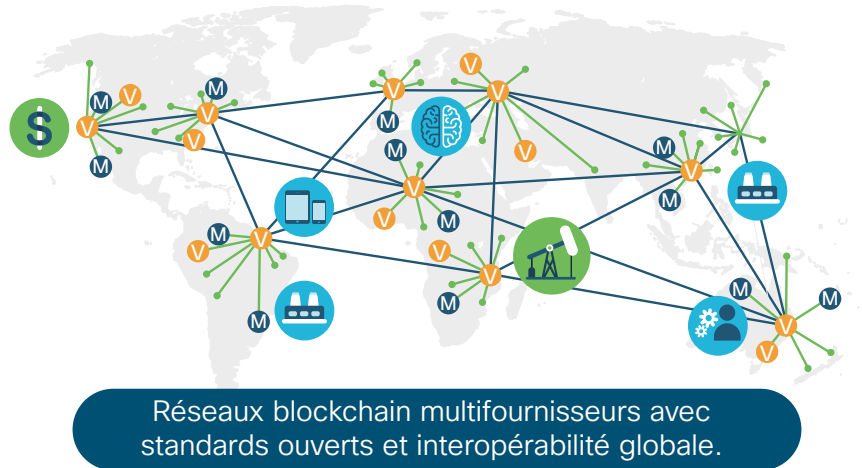 V
M
V
V
V
M
V
M
$
V
V
M
M
V
M
V
V
M
V
M
M
V
V
V
V
M
M
M
M
V
V
Réseaux blockchain multifournisseurs avec
standards ouverts et interopérabilité globale.